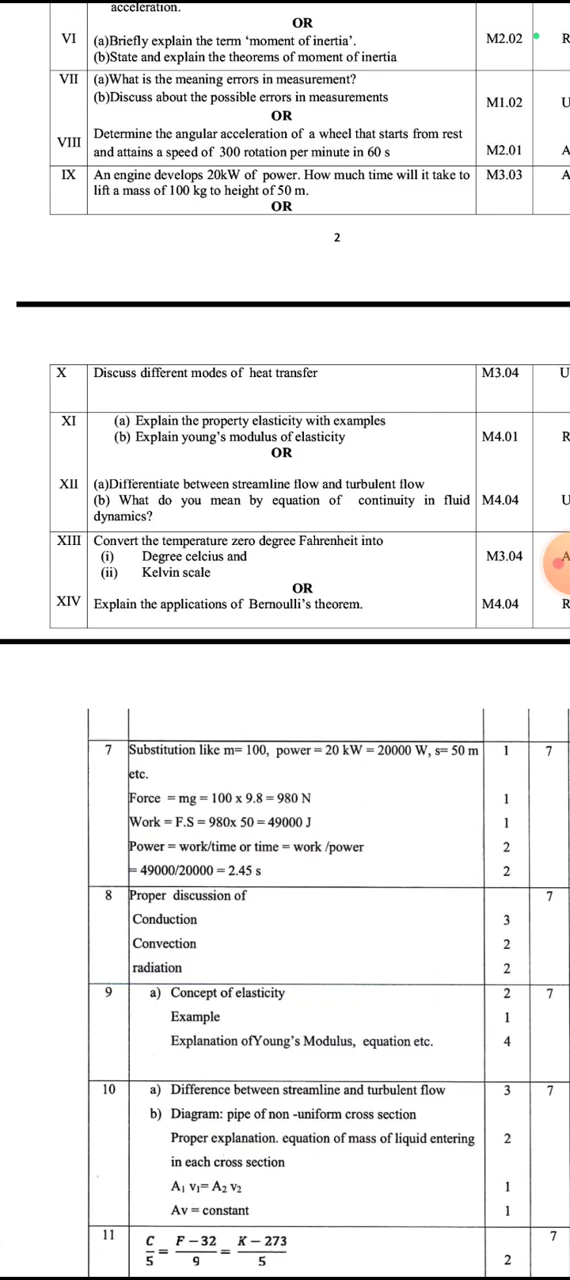 acceleration.
OR
VI (a)Briefly explain the term ‘moment of inertia’. M2.02 R
(b)State and explain the theorems of moment of inertia
VII (a)What is the meaning errors in measurement?
(b)Discuss about the possible errors in measurements M1.02 U
OR
VIII Determine the angular acceleration of a wheel that starts from rest
and attains a speed of 300 rotation per minute in 60 s M2.01 A
IX An engine develops 20kW of power. How much time will it take to M3.03 A
lift a mass of 100 kg to height of 50 m.
OR
2
X Discuss different modes of heat transfer M3.04 U
XI (a) Explain the property elasticity with examples
(b) Explain young’s modulus of elasticity M4.01 R
OR
XII (a)Differentiate between streamline flow and turbulent flow
(b) What do you mean by equation of continuity in fluid M4.04 U
dynamics?
XIII Convert the temperature zero degree Fahrenheit into
(i) Degree celcius and M3.04 A
(ii) Kelvin scale
OR
XIV Explain the applications of Bernoulli’s theorem. M4.04 R
7 Substitution like m= 100, power = 20 kW = 20000 W, s= 50 m 1 7
etc.
Force = mg = 100 x 9.8 = 980 N 1
Work = F.S = 980x 50 = 49000 J 1
Power = work/time or time = work /power 2
= 49000/20000 = 2.45 s 2
8 Proper discussion of 7
Conduction 3
Convection 2
radiation 2
9 a) Concept of elasticity 2 7
Example 1
Explanation ofYoung’s Modulus, equation etc. 4
10 a) Difference between streamline and turbulent flow 3 7
b) Diagram: pipe of non -uniform cross section
Proper explanation. equation of mass of liquid entering 2
in each cross section
A₁ v₁= A₂ v₂ 1
Av = constant 1
11 C/5 = F – 32/9 = K – 273/5 2 7